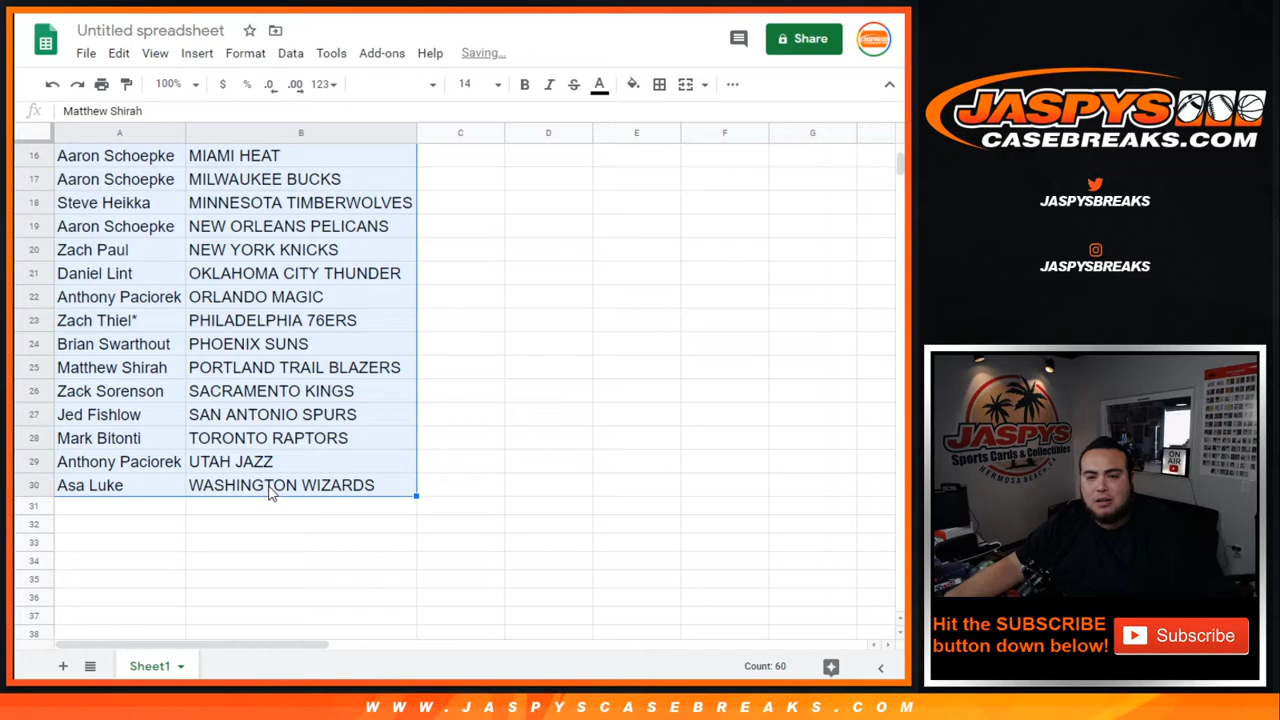 Untitled spreadsheet
File Edit View Insert Format Data Tools Add-ons Help Saving...
Share
100% $ % .0 .00 123 14 B I S A
fx Matthew Shirah
A B C D E F G
16 Aaron Schoepke MIAMI HEAT
17 Aaron Schoepke MILWAUKEE BUCKS
18 Steve Heikka MINNESOTA TIMBERWOLVES
19 Aaron Schoepke NEW ORLEANS PELICANS
20 Zach Paul NEW YORK KNICKS
21 Daniel Lint OKLAHOMA CITY THUNDER
22 Anthony Paciorek ORLANDO MAGIC
23 Zach Thiel* PHILADELPHIA 76ERS
24 Brian Swarthout PHOENIX SUNS
25 Matthew Shirah PORTLAND TRAIL BLAZERS
26 Zack Sorenson SACRAMENTO KINGS
27 Jed Fishlow SAN ANTONIO SPURS
28 Mark Bitonti TORONTO RAPTORS
29 Anthony Paciorek UTAH JAZZ
30 Asa Luke WASHINGTON WIZARDS
31
32
33
34
35
36
37
38
Sheet1 Count: 60
JASPYS
CASEBREAKS.COM
JASPYSBREAKS
JASPYSBREAKS
JASPYS
Sports Cards & Collectibles
HERMOSA BEACH
ON AIR
Hit the SUBSCRIBE
button down below!
Subscribe
WWW.JASPYSCASEBREAKS.COM